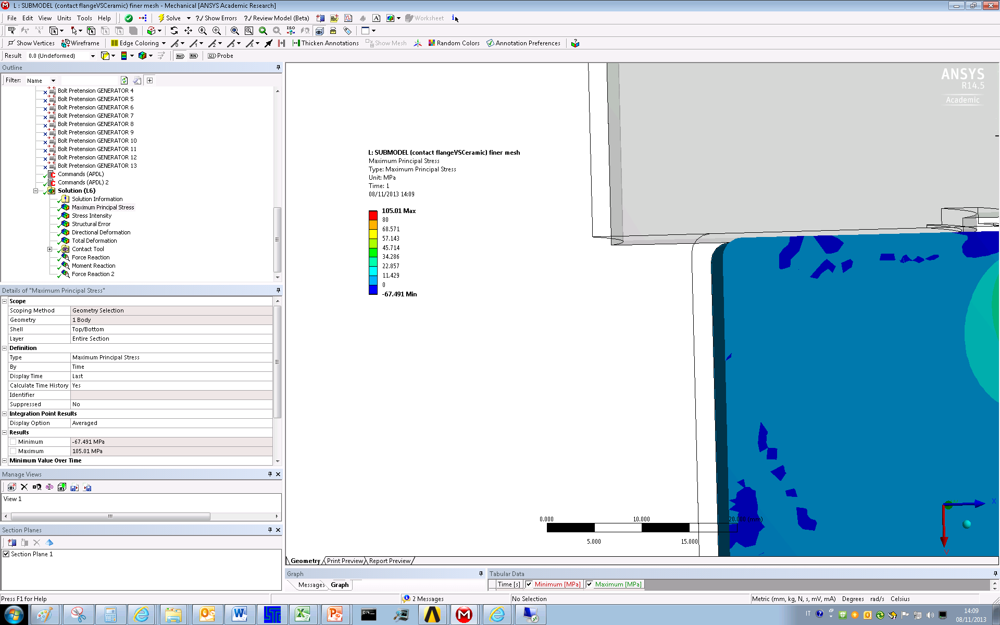 L : SUBMODEL (contact flangeVSCeramic) finer mesh - Mechanical [ANSYS Academic Research]
File Edit View Units Tools Help Solve Show Errors Review Model (Beta) Worksheet
Show Vertices Wireframe Edge Coloring Thicken Annotations Show Mesh Random Colors Annotation Preferences
Result 0.0 (Undeformed) MAX MIN Probe
Outline
Filter: Name
Bolt Pretension GENERATOR 4
Bolt Pretension GENERATOR 5
Bolt Pretension GENERATOR 6
Bolt Pretension GENERATOR 7
Bolt Pretension GENERATOR 8
Bolt Pretension GENERATOR 9
Bolt Pretension GENERATOR 10
Bolt Pretension GENERATOR 11
Bolt Pretension GENERATOR 12
Bolt Pretension GENERATOR 13
Commands (APDL)
Commands (APDL) 2
Solution (L6)
Solution Information
Maximum Principal Stress
Stress Intensity
Structural Error
Directional Deformation
Total Deformation
Contact Tool
Force Reaction
Moment Reaction
Force Reaction 2
Details of "Maximum Principal Stress"
Scope
Scoping Method Geometry Selection
Geometry 1 Body
Shell Top/Bottom
Layer Entire Section
Definition
Type Maximum Principal Stress
By Time
Display Time Last
Calculate Time History Yes
Identifier
Suppressed No
Integration Point Results
Display Option Averaged
Results
Minimum -67.491 MPa
Maximum 105.01 MPa
Minimum Value Over Time
Manage Views
View 1
Section Planes
Section Plane 1
ANSYS
R14.5
Academic
L: SUBMODEL (contact flangeVSCeramic) finer mesh
Maximum Principal Stress
Type: Maximum Principal Stress
Unit: MPa
Time: 1
08/11/2013 14:09
105.01 Max
80
68.571
57.143
45.714
34.286
22.857
11.429
0
-67.491 Min
0.000 10.000 20.000 (mm)
5.000 15.000
X
Geometry Print Preview Report Preview
Graph
Messages Graph
Tabular Data
Time [s] Minimum [MPa] Maximum [MPa]
Press F1 for Help 2 Messages No Selection Metric (mm, kg, N, s, mV, mA) Degrees rad/s Celsius
IT 14:09
08/11/2013